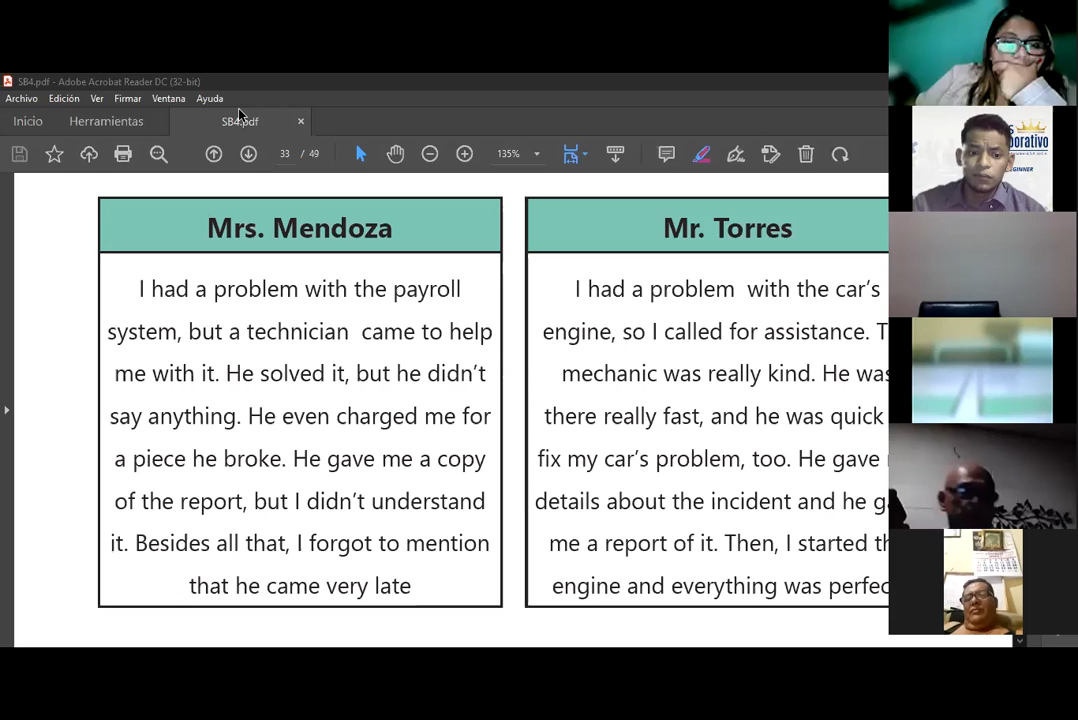 SB4.pdf - Adobe Acrobat Reader DC (32-bit)
Archivo Edición Ver Firmar Ventana Ayuda
Inicio Herramientas SB4.pdf ×
33 / 49 135%
Mrs. Mendoza
I had a problem with the payroll
system, but a technician came to help
me with it. He solved it, but he didn't
say anything. He even charged me for
a piece he broke. He gave me a copy
of the report, but I didn't understand
it. Besides all that, I forgot to mention
that he came very late
Mr. Torres
I had a problem with the car's
engine, so I called for assistance. T
mechanic was really kind. He was
there really fast, and he was quick
fix my car's problem, too. He gave
details about the incident and he ga
me a report of it. Then, I started th
engine and everything was perfec